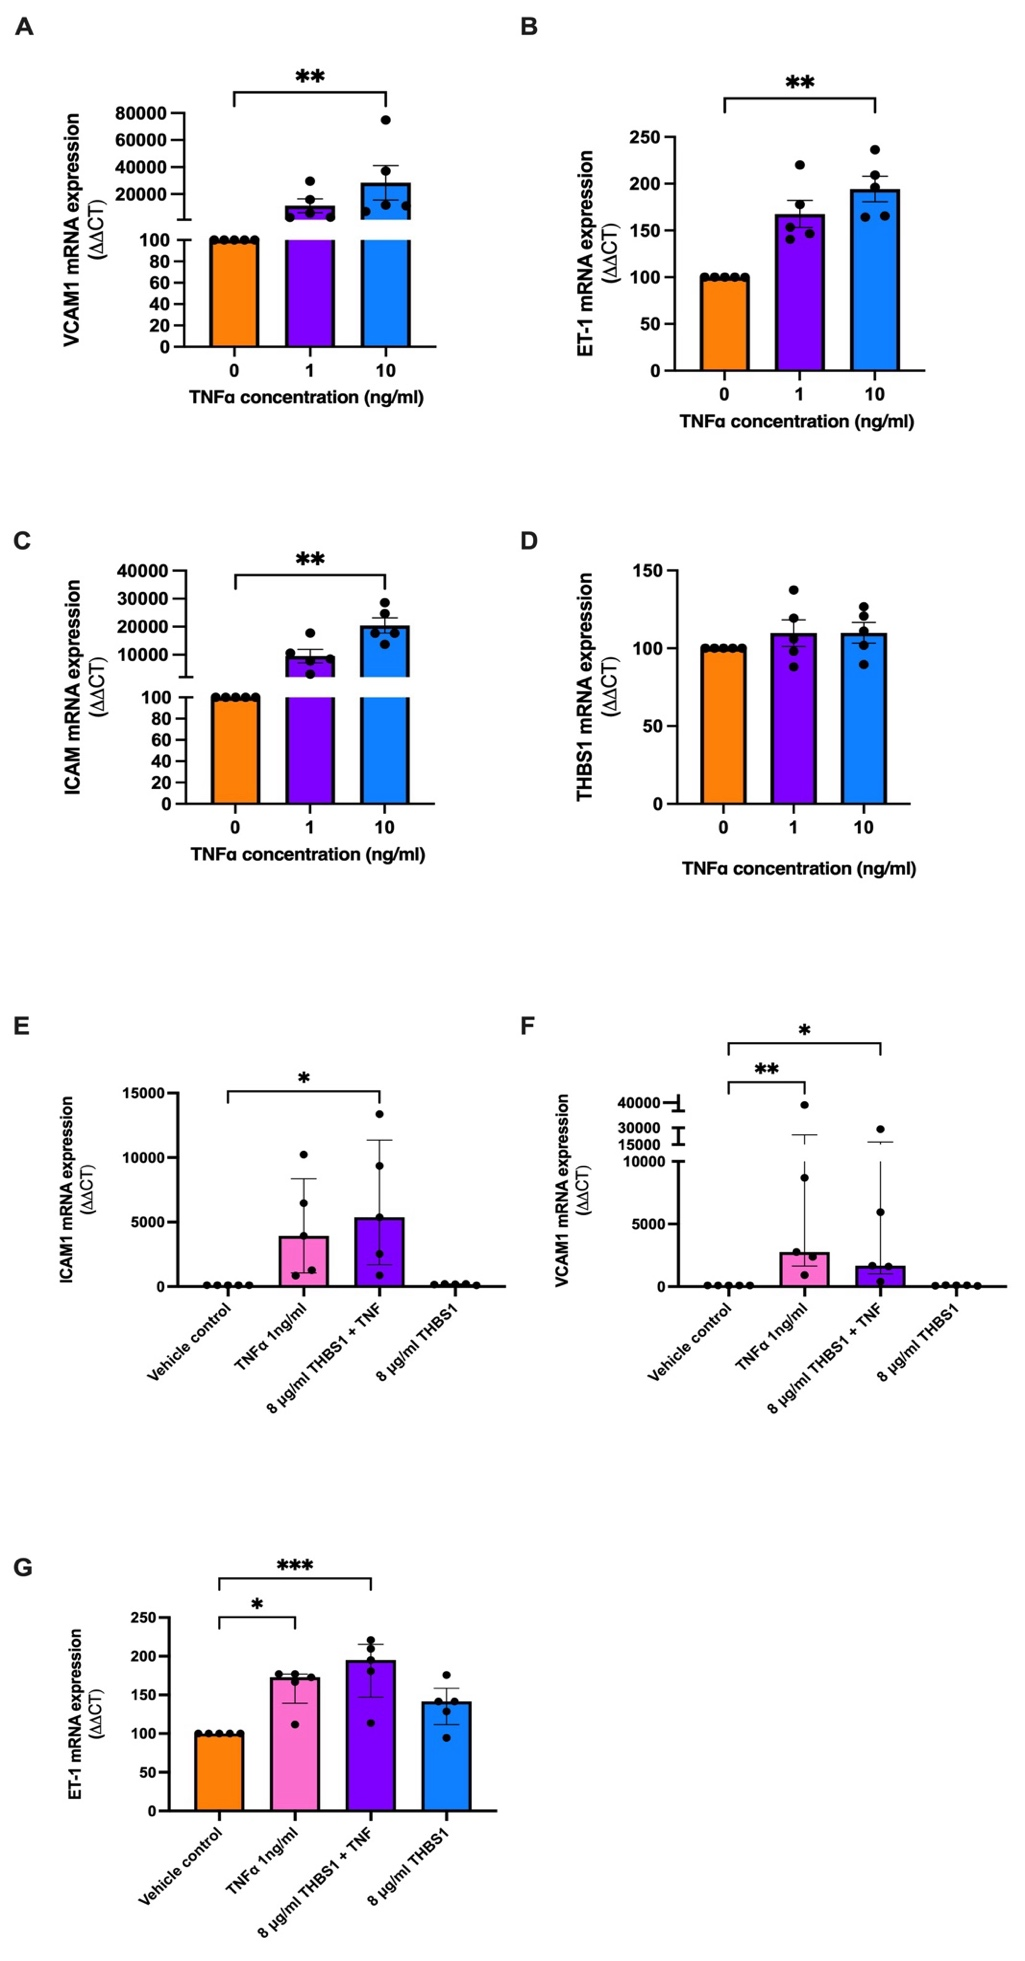 A
**
VCAM1 mRNA expression
(ΔΔCT)
80000
60000
40000
20000
100
80
60
40
20
0
0 1 10
TNFα concentration (ng/ml)
B
**
ET-1 mRNA expression
(ΔΔCT)
250
200
150
100
50
0
0 1 10
TNFα concentration (ng/ml)
C
**
ICAM mRNA expression
(ΔΔCT)
40000
30000
20000
10000
100
80
60
40
20
0
0 1 10
TNFα concentration (ng/ml)
D
THBS1 mRNA expression
(ΔΔCT)
150
100
50
0
0 1 10
TNFα concentration (ng/ml)
E
*
ICAM1 mRNA expression
(ΔΔCT)
15000
10000
5000
0
Vehicle control
TNFα 1ng/ml
8 µg/ml THBS1 + TNF
8 µg/ml THBS1
F
*
**
VCAM1 mRNA expression
(ΔΔCT)
40000
30000
15000
10000
5000
0
Vehicle control
TNFα 1ng/ml
8 µg/ml THBS1 + TNF
8 µg/ml THBS1
G
***
*
ET-1 mRNA expression
(ΔΔCT)
250
200
150
100
50
0
Vehicle control
TNFα 1ng/ml
8 µg/ml THBS1 + TNF
8 µg/ml THBS1